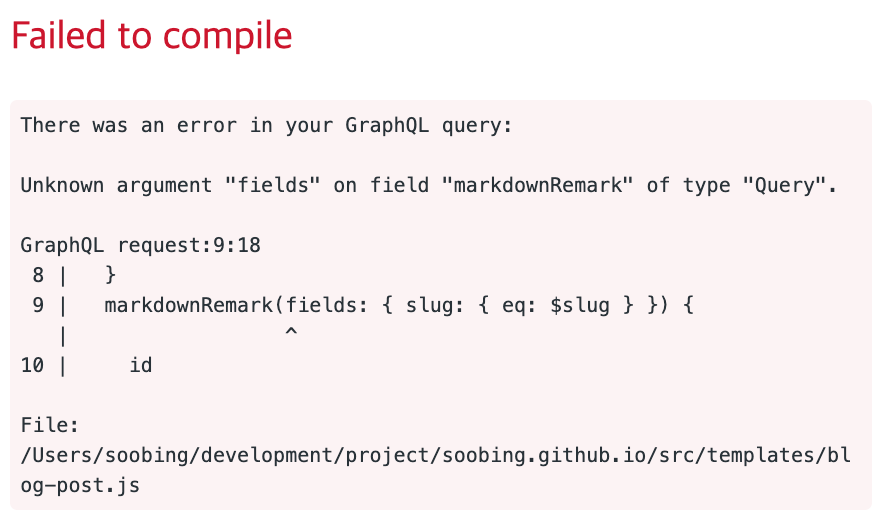 Failed to compile
There was an error in your GraphQL query:
Unknown argument "fields" on field "markdownRemark" of type "Query".
GraphQL request:9:18
 8 |   }
 9 |   markdownRemark(fields: { slug: { eq: $slug } }) {
   |                  ^
10 |     id
File:
/Users/soobing/development/project/soobing.github.io/src/templates/bl
og-post.js